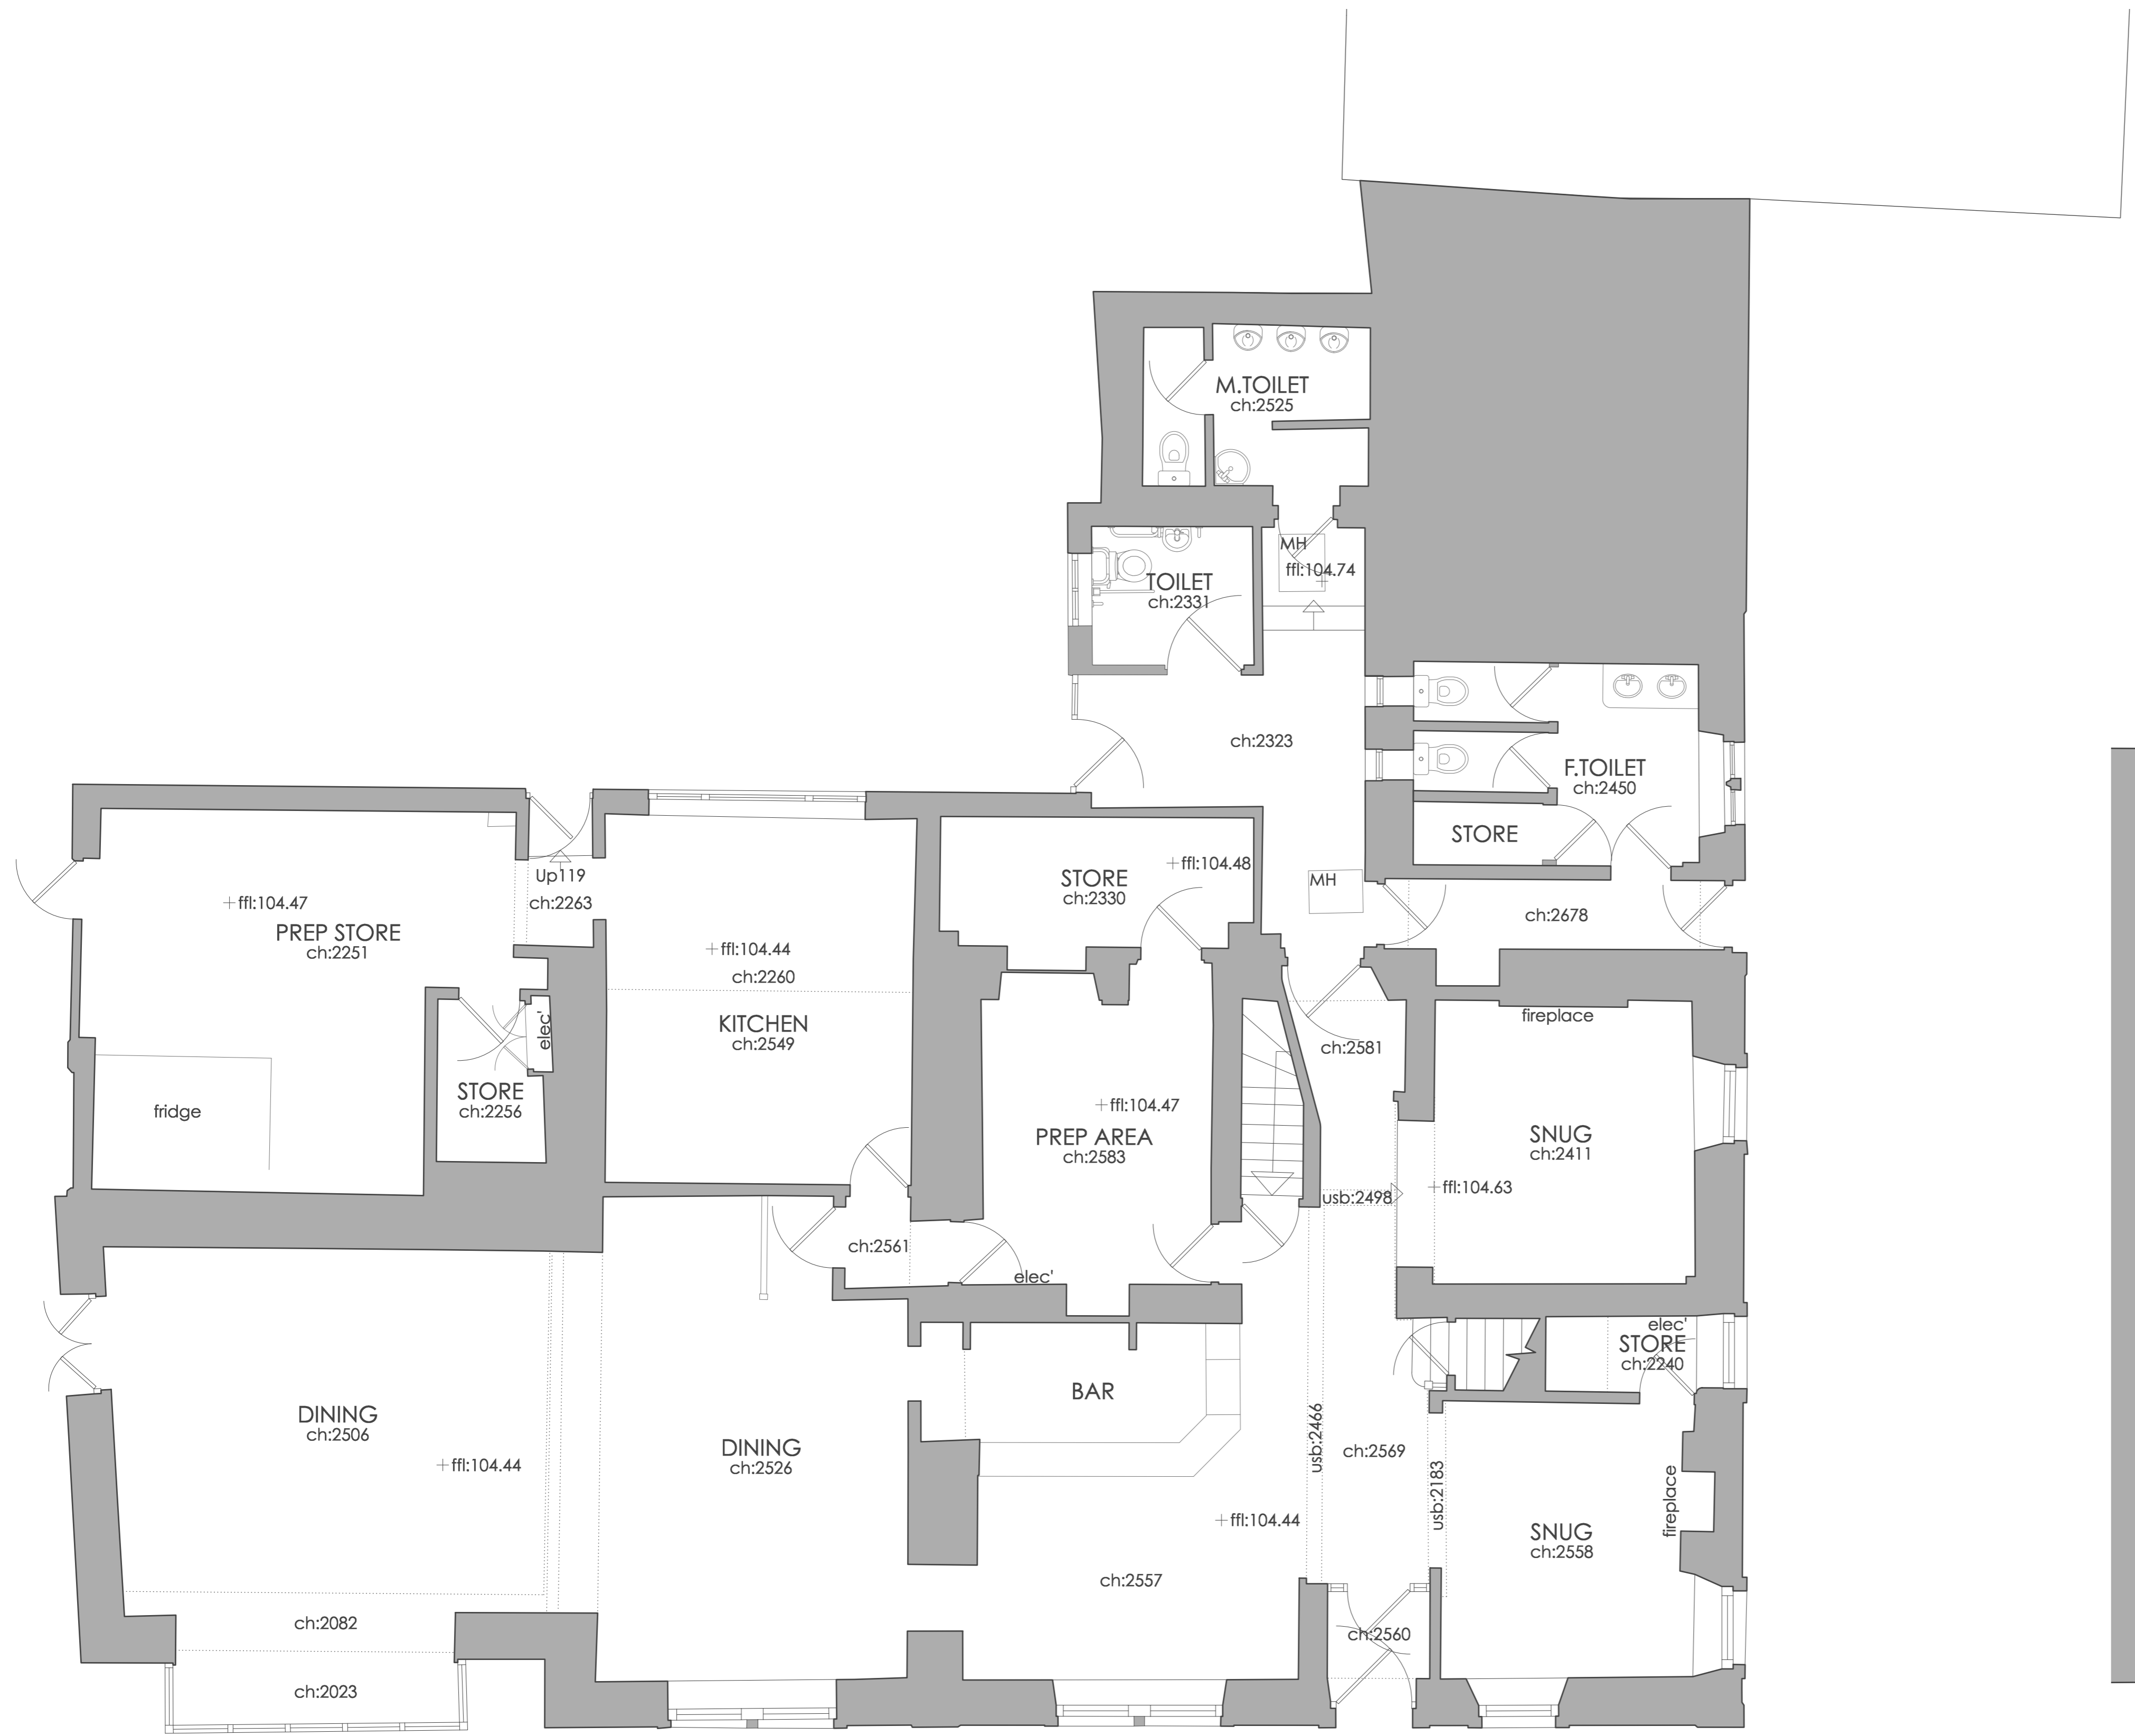 M.TOILET
ch:2525
MH
ffl:104.74
TOILET
ch:2331
ch:2323
F.TOILET
ch:2450
STORE
Up119
ch:2263
ffl:104.47
PREP STORE
ch:2251
STORE
ch:2330
ffl:104.48
MH
ch:2678
ffl:104.44
ch:2260
KITCHEN
ch:2549
elec'
STORE
ch:2256
fridge
ffl:104.47
PREP AREA
ch:2583
ch:2581
fireplace
SNUG
ch:2411
usb:2498
ffl:104.63
ch:2561
elec'
elec'
STORE
ch:2240
BAR
DINING
ch:2506
ffl:104.44
DINING
ch:2526
usb:2466
ch:2569
usb:2183
ffl:104.44
fireplace
SNUG
ch:2558
ch:2557
ch:2082
ch:2560
ch:2023